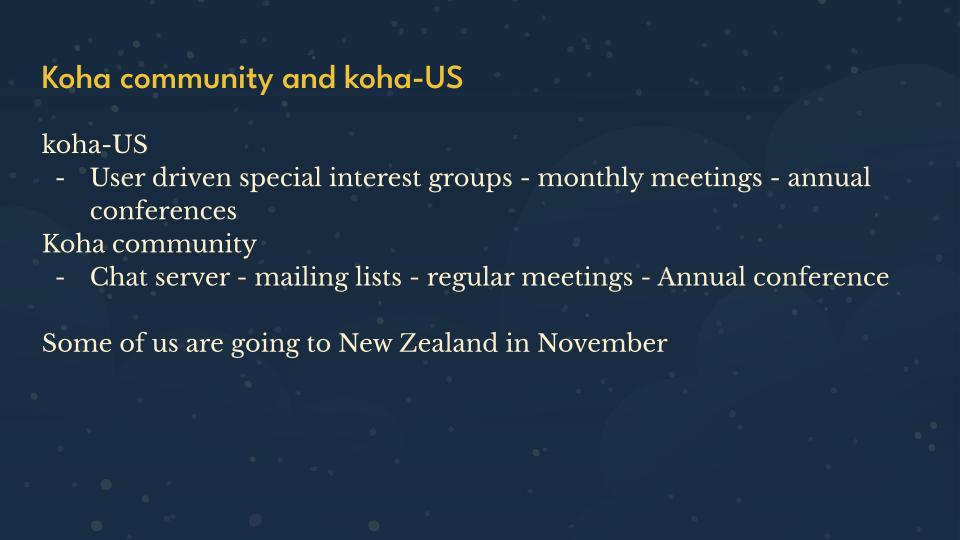 Koha community and koha-US
koha-US
- User driven special interest groups - monthly meetings - annual
conferences
Koha community
- Chat server - mailing lists - regular meetings - Annual conference
Some of us are going to New Zealand in November